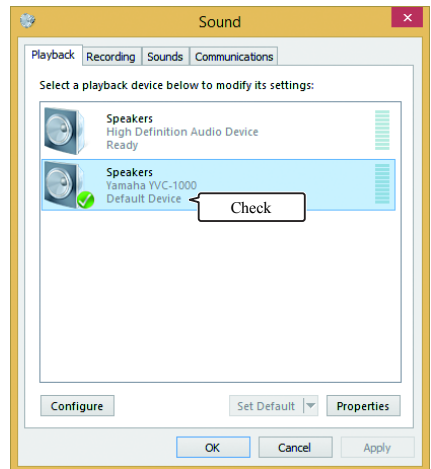 Sound
Playback Recording Sounds Communications
Select a playback device below to modify its settings:
Speakers
High Definition Audio Device
Ready
Speakers
Yamaha YVC-1000
Default Device
Check
Configure Set Default Properties
OK Cancel Apply